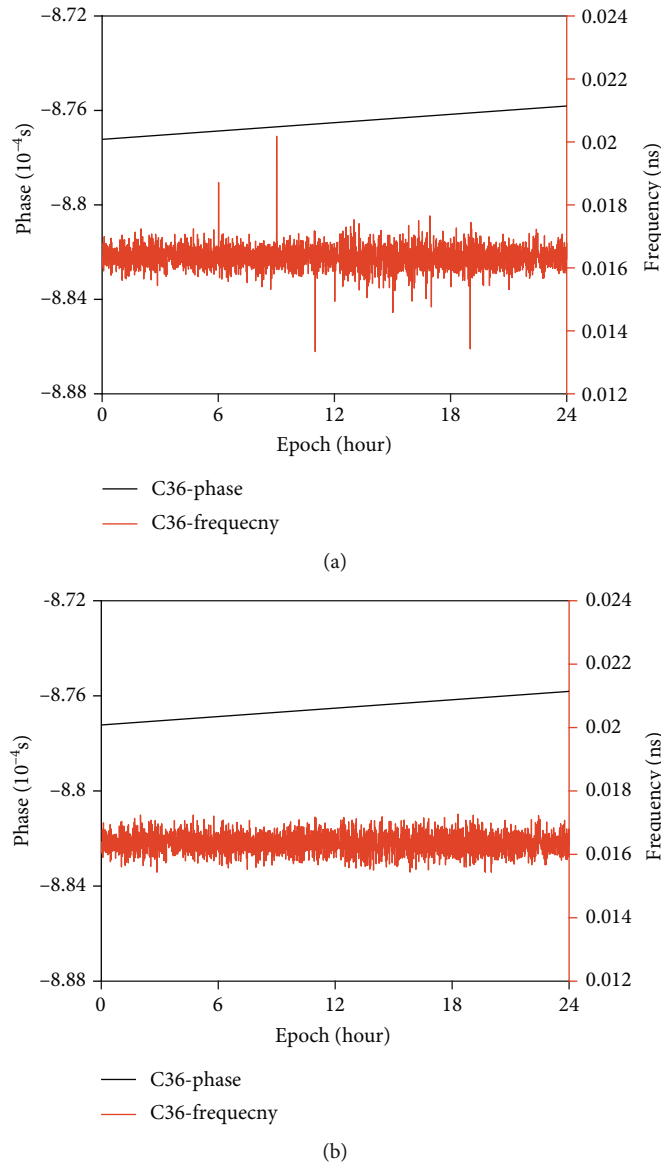 −8.72
−8.76
−8.8
−8.84
−8.88
Phase (10⁻⁴s)
0.024
0.022
0.02
0.018
0.016
0.014
0.012
Frequency (ns)
0 6 12 18 24
Epoch (hour)
C36-phase
C36-frequecny
(a)
-8.72
−8.76
−8.8
−8.84
−8.88
Phase (10⁻⁴s)
0.024
0.022
0.02
0.018
0.016
0.014
0.012
Frequency (ns)
0 6 12 18 24
Epoch (hour)
C36-phase
C36-frequecny
(b)